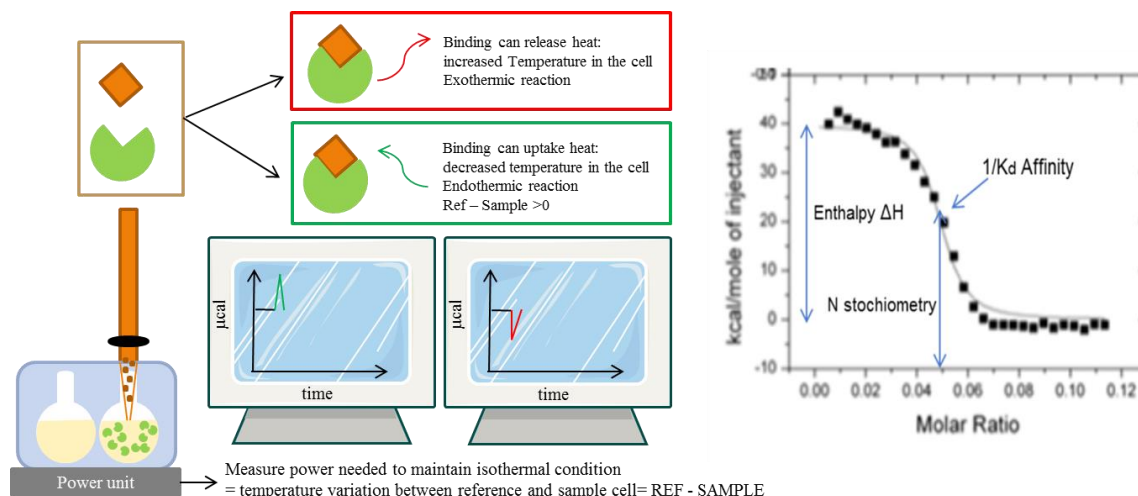 Binding can release heat:
increased Temperature in the cell
Exothermic reaction
Binding can uptake heat:
decreased temperature in the cell
Endothermic reaction
Ref – Sample >0
µcal
time
µcal
time
Power unit
Measure power needed to maintain isothermal condition
= temperature variation between reference and sample cell= REF - SAMPLE
kcal/mole of injectant
40
30
20
10
0
-10
Enthalpy ΔH
1/Kd Affinity
N stochiometry
0.00 0.02 0.04 0.06 0.08 0.10 0.12
Molar Ratio